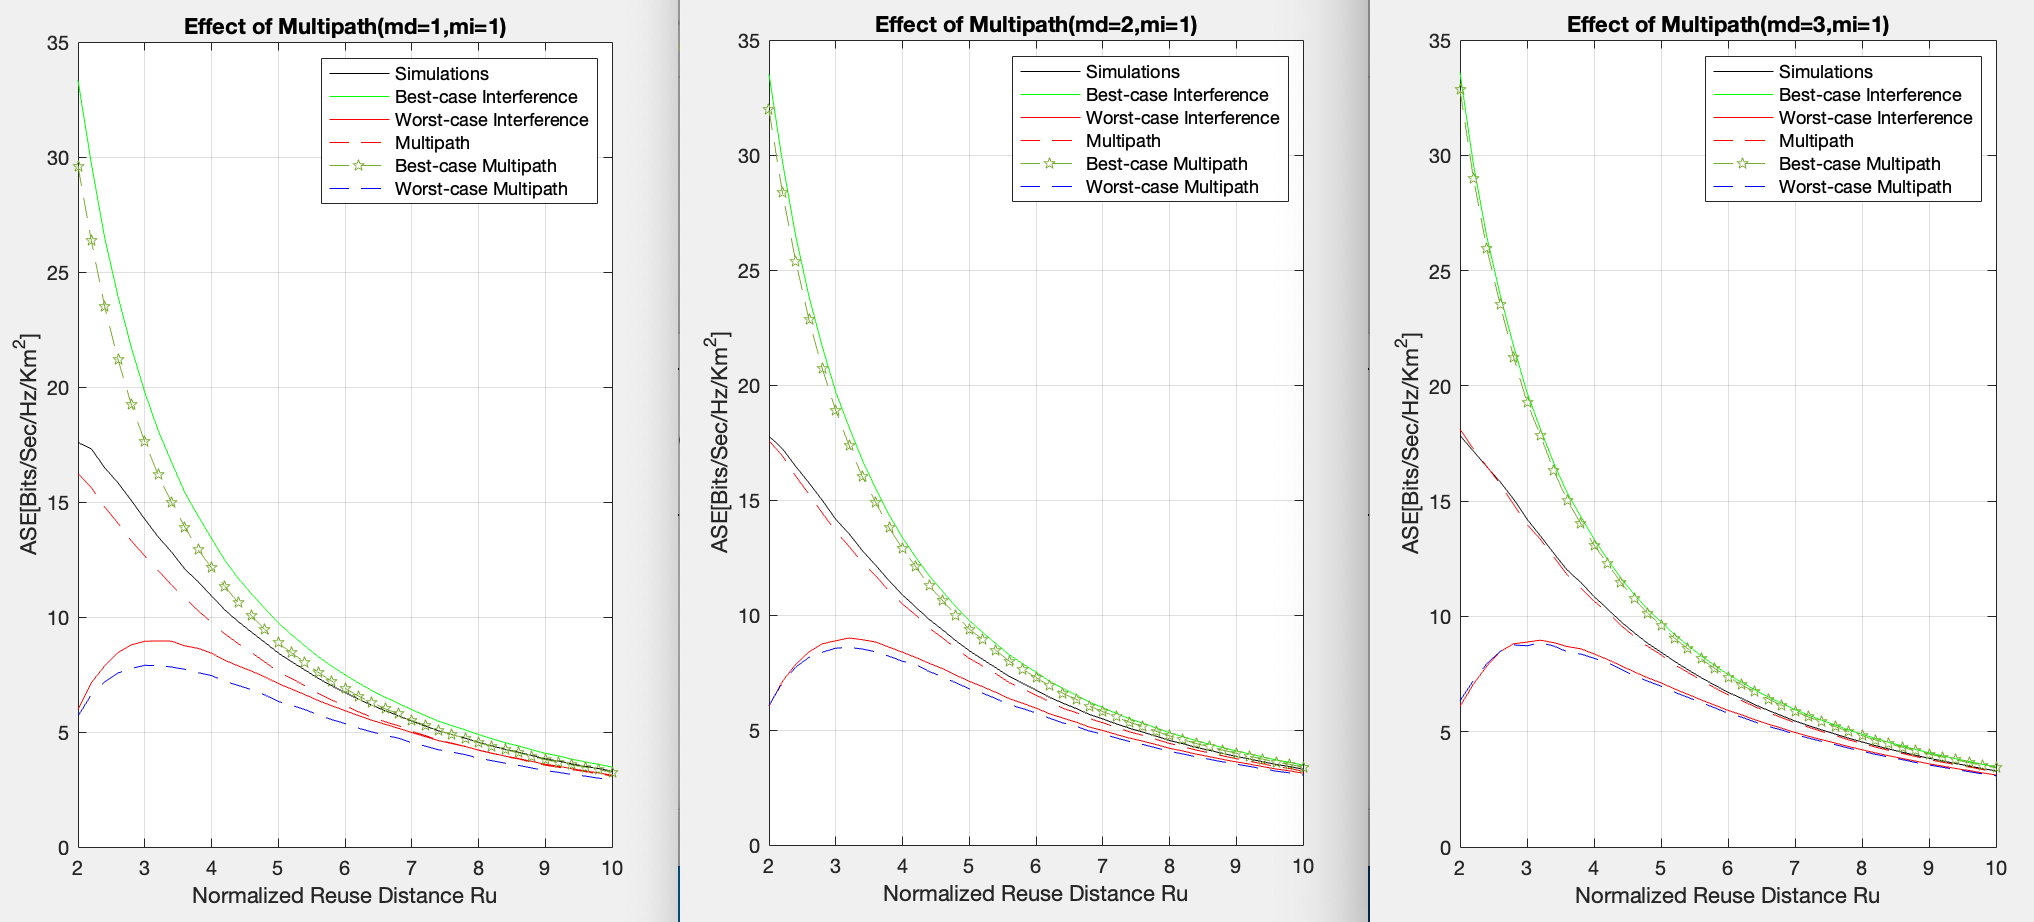 Effect of Multipath(md=1,mi=1)
35
30
25
20
15
10
5
0
2 3 4 5 6 7 8 9 10
ASE[Bits/Sec/Hz/Km²]
Normalized Reuse Distance Ru
Simulations
Best-case Interference
Worst-case Interference
Multipath
Best-case Multipath
Worst-case Multipath
Effect of Multipath(md=2,mi=1)
35
30
25
20
15
10
5
0
2 3 4 5 6 7 8 9 10
ASE[Bits/Sec/Hz/Km²]
Normalized Reuse Distance Ru
Simulations
Best-case Interference
Worst-case Interference
Multipath
Best-case Multipath
Worst-case Multipath
Effect of Multipath(md=3,mi=1)
35
30
25
20
15
10
5
0
2 3 4 5 6 7 8 9 10
ASE[Bits/Sec/Hz/Km²]
Normalized Reuse Distance Ru
Simulations
Best-case Interference
Worst-case Interference
Multipath
Best-case Multipath
Worst-case Multipath